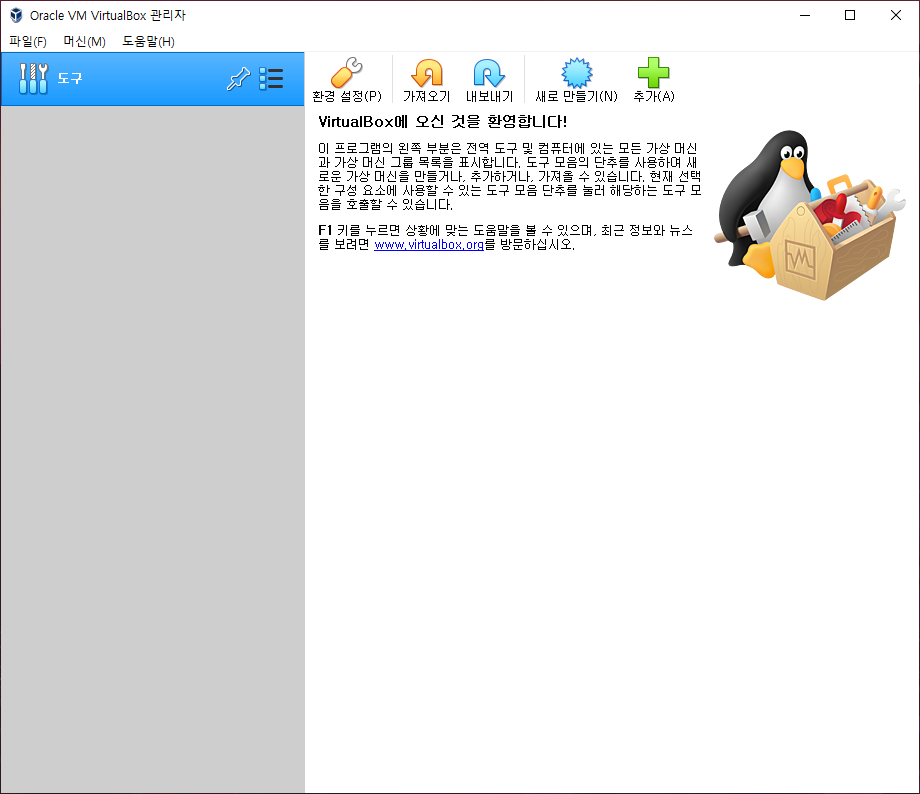 Oracle VM VirtualBox 관리자
파일(F) 머신(M) 도움말(H)
도구
환경 설정(P) 가져오기 내보내기 새로 만들기(N) 추가(A)
VirtualBox에 오신 것을 환영합니다!
이 프로그램의 왼쪽 부분은 전역 도구 및 컴퓨터에 있는 모든 가상 머신
과 가상 머신 그룹 목록을 표시합니다. 도구 모음의 단추를 사용하여 새
로운 가상 머신을 만들거나, 추가하거나, 가져올 수 있습니다. 현재 선택
한 구성 요소에 사용할 수 있는 도구 모음 단추를 눌러 해당하는 도구 모
음을 호출할 수 있습니다.
F1 키를 누르면 상황에 맞는 도움말을 볼 수 있으며, 최근 정보와 뉴스
를 보려면 www.virtualbox.org를 방문하십시오.